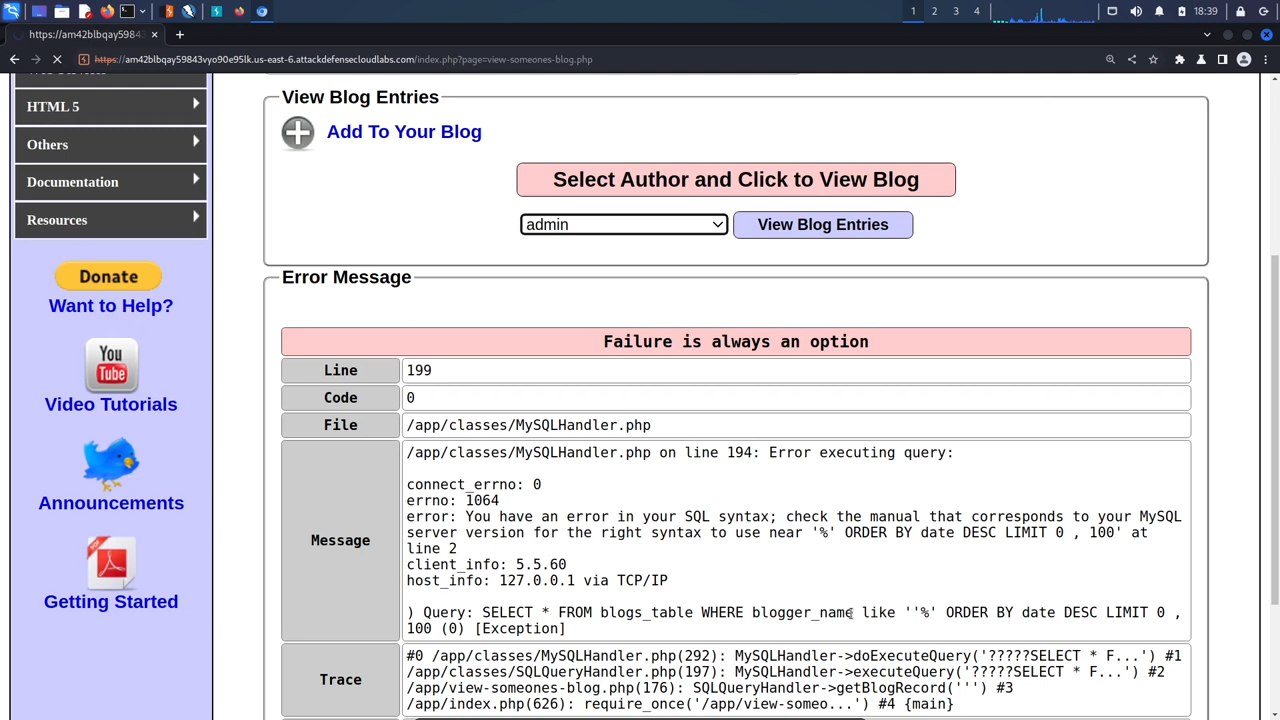 18:39
1 2 3 4
https://am42blbqay59843
https://am42blbqay59843vyo90e95lk.us-east-6.attackdefensecloudlabs.com/index.php?page=view-someones-blog.php
HTML 5
Others
Documentation
Resources
Donate
Want to Help?
You
Tube
Video Tutorials
Announcements
PDF
Getting Started
View Blog Entries
Add To Your Blog
Select Author and Click to View Blog
admin
View Blog Entries
Error Message
Failure is always an option
Line 199
Code 0
File /app/classes/MySQLHandler.php
Message
/app/classes/MySQLHandler.php on line 194: Error executing query:
connect_errno: 0
errno: 1064
error: You have an error in your SQL syntax; check the manual that corresponds to your MySQL
server version for the right syntax to use near '%' ORDER BY date DESC LIMIT 0 , 100' at
line 2
client_info: 5.5.60
host_info: 127.0.0.1 via TCP/IP
) Query: SELECT * FROM blogs_table WHERE blogger_name like ''%' ORDER BY date DESC LIMIT 0 ,
100 (0) [Exception]
Trace
#0 /app/classes/MySQLHandler.php(292): MySQLHandler->doExecuteQuery('?????SELECT * F...') #1
/app/classes/SQLQueryHandler.php(197): MySQLHandler->executeQuery('?????SELECT * F...') #2
/app/view-someones-blog.php(176): SQLQueryHandler->getBlogRecord(''') #3
/app/index.php(626): require_once('/app/view-someo...') #4 {main}